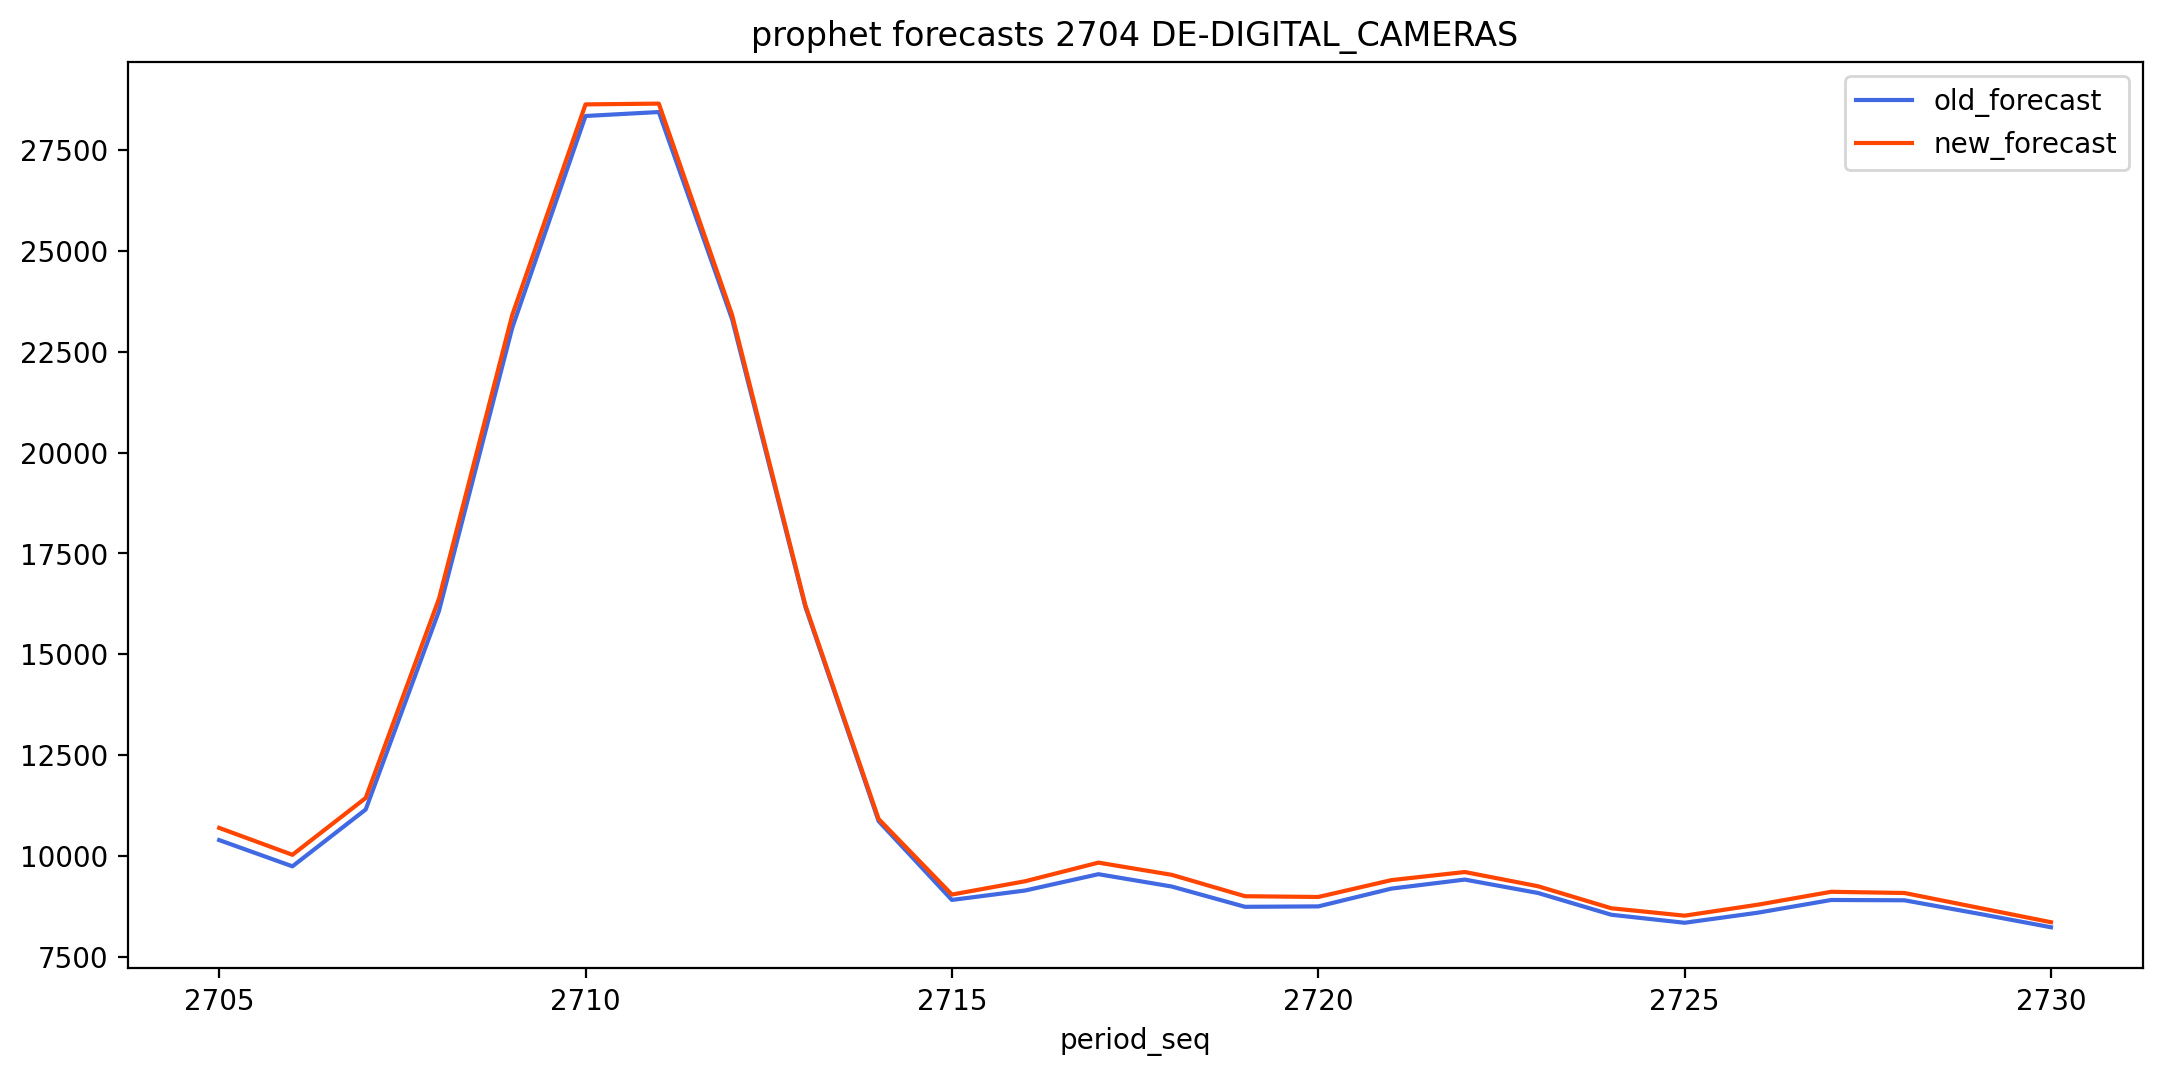 prophet forecasts 2704 DE-DIGITAL_CAMERAS
old_forecast
new_forecast
27500
25000
22500
20000
17500
15000
12500
10000
7500
2705 2710 2715 2720 2725 2730
period_seq